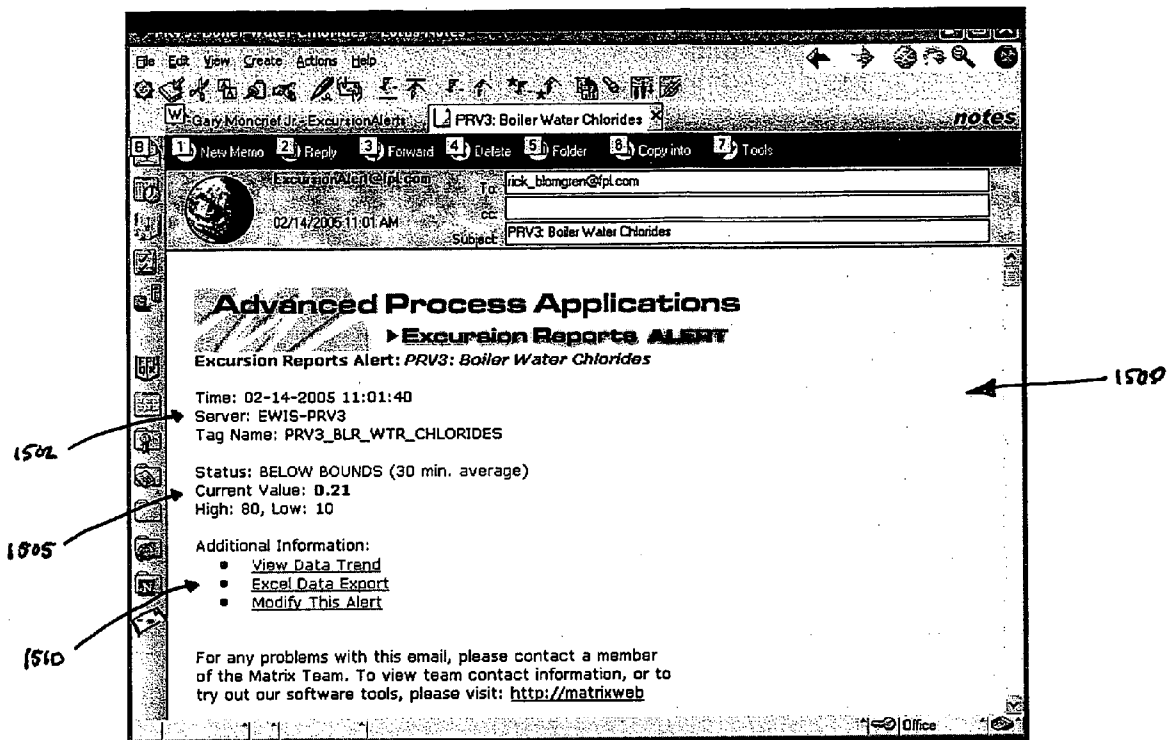 PRV3: Boiler Water Chlorides - Lotus Notes
File Edit View Create Actions Help
Gary Moncrief Jr. - ExcursionAlerts
PRV3: Boiler Water Chlorides
notes
1 New Memo 2 Reply 3 Forward 4 Delete 5 Folder 6 Copy into 7 Tools
ExcursionAlert@fpl.com
To: rick_blomgren@fpl.com
cc:
02/14/2005 11:01 AM
Subject: PRV3: Boiler Water Chlorides
Advanced Process Applications
Excursion Reports ALERT
Excursion Reports Alert: PRV3: Boiler Water Chlorides
1500
Time: 02-14-2005 11:01:40
Server: EWIS-PRV3
Tag Name: PRV3_BLR_WTR_CHLORIDES
1502
Status: BELOW BOUNDS (30 min. average)
Current Value: 0.21
High: 80, Low: 10
1505
Additional Information:
• View Data Trend
• Excel Data Export
• Modify This Alert
1510
For any problems with this email, please contact a member
of the Matrix Team. To view team contact information, or to
try out our software tools, please visit: http://matrixweb
Office